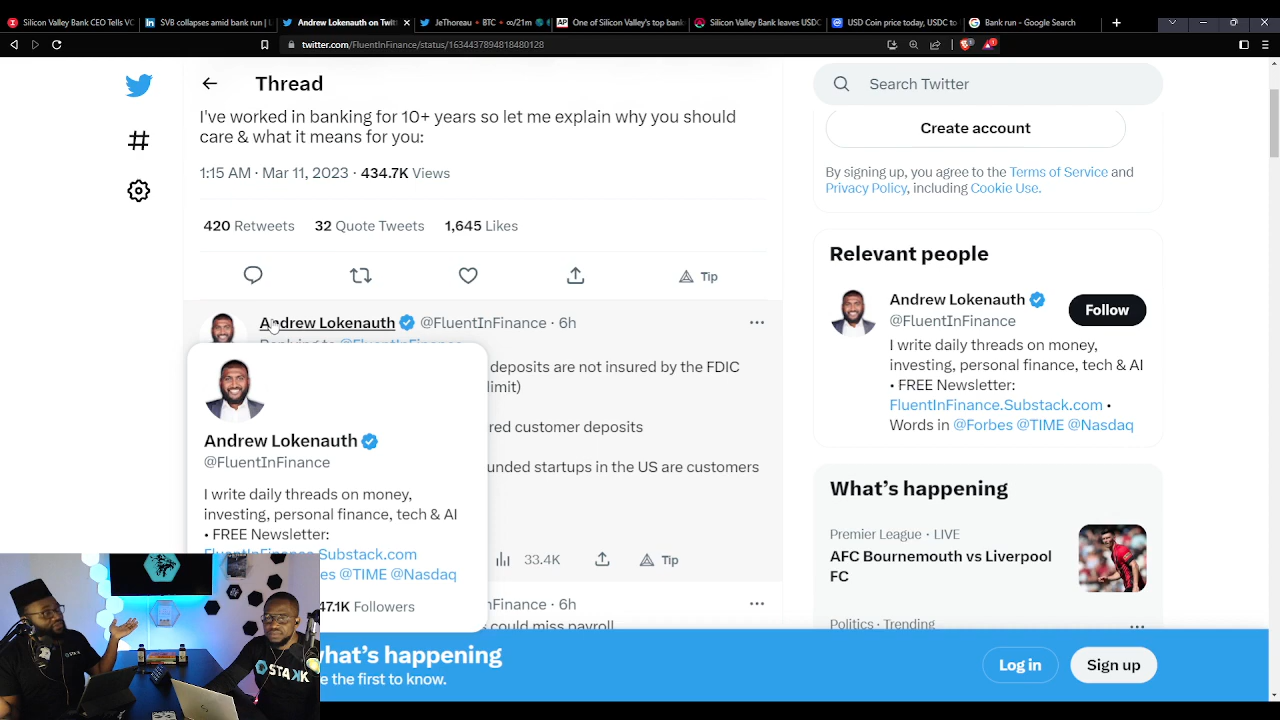 Silicon Valley Bank CEO Tells VC
SVB collapses amid bank run |
Andrew Lokenauth on Twit
JeThoreau • BTC • ∞/21m
One of Silicon Valley's top bank
Silicon Valley Bank leaves USDC
USD Coin price today, USDC to
Bank run - Google Search
twitter.com/FluentInFinance/status/1634437894818480128
Thread
I've worked in banking for 10+ years so let me explain why you should
care & what it means for you:
1:15 AM · Mar 11, 2023 · 434.7K Views
420 Retweets 32 Quote Tweets 1,645 Likes
Tip
Andrew Lokenauth @FluentInFinance · 6h
Replying to @FluentInFinance
deposits are not insured by the FDIC
limit)
red customer deposits
unded startups in the US are customers
33.4K
Tip
nFinance · 6h
could miss payroll
Andrew Lokenauth
@FluentInFinance
I write daily threads on money,
investing, personal finance, tech & AI
• FREE Newsletter:
FluentInFinance.Substack.com
es @TIME @Nasdaq
47.1K Followers
Search Twitter
Create account
By signing up, you agree to the Terms of Service and
Privacy Policy, including Cookie Use.
Relevant people
Andrew Lokenauth
@FluentInFinance
Follow
I write daily threads on money,
investing, personal finance, tech & AI
• FREE Newsletter:
FluentInFinance.Substack.com •
Words in @Forbes @TIME @Nasdaq
What's happening
Premier League · LIVE
AFC Bournemouth vs Liverpool
FC
Politics · Trending
what's happening
e the first to know.
Log in
Sign up